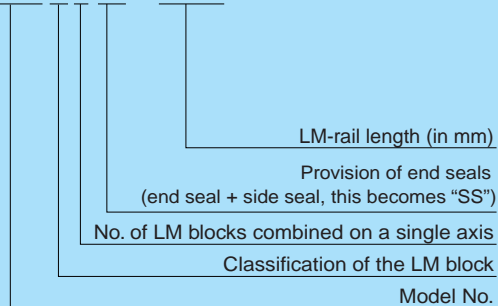 LM-rail length (in mm)
Provision of end seals
(end seal + side seal, this becomes “SS”)
No. of LM blocks combined on a single axis
Classification of the LM block
Model No.